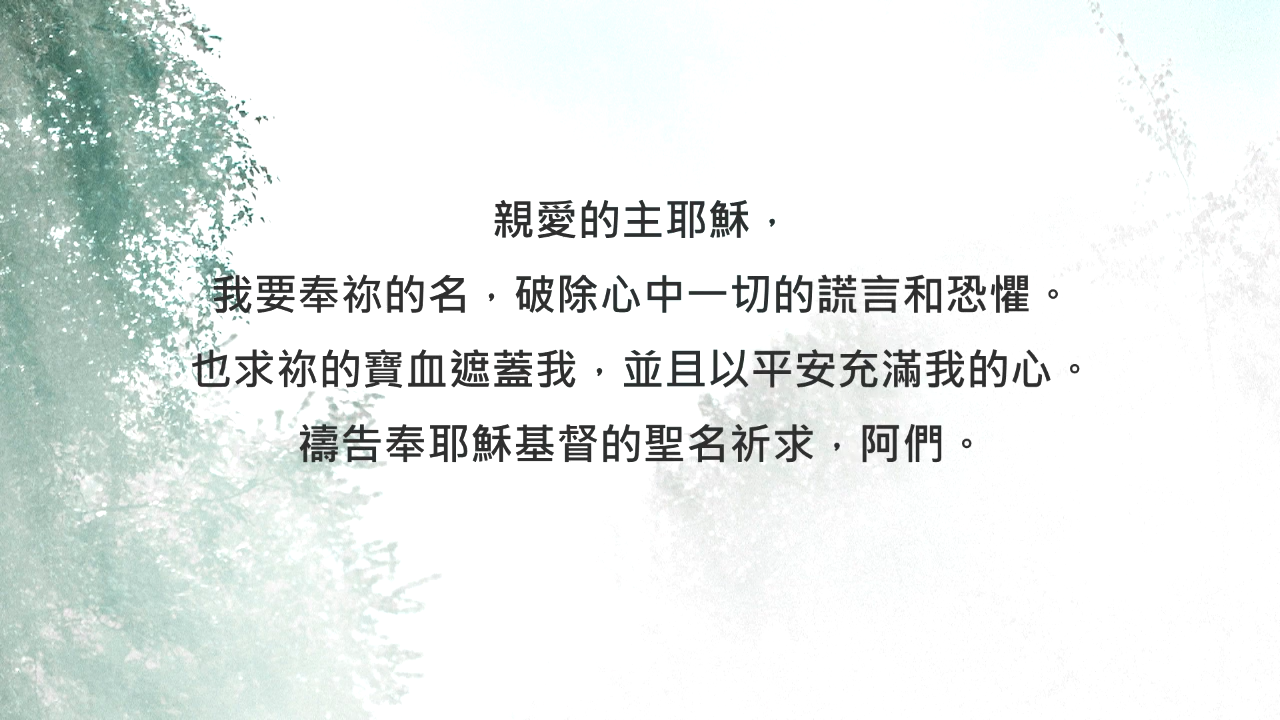 親愛的主耶穌，
我要奉祢的名，破除心中一切的謊言和恐懼。
也求祢的寶血遮蓋我，並且以平安充滿我的心。
禱告奉耶穌基督的聖名祈求，阿們。